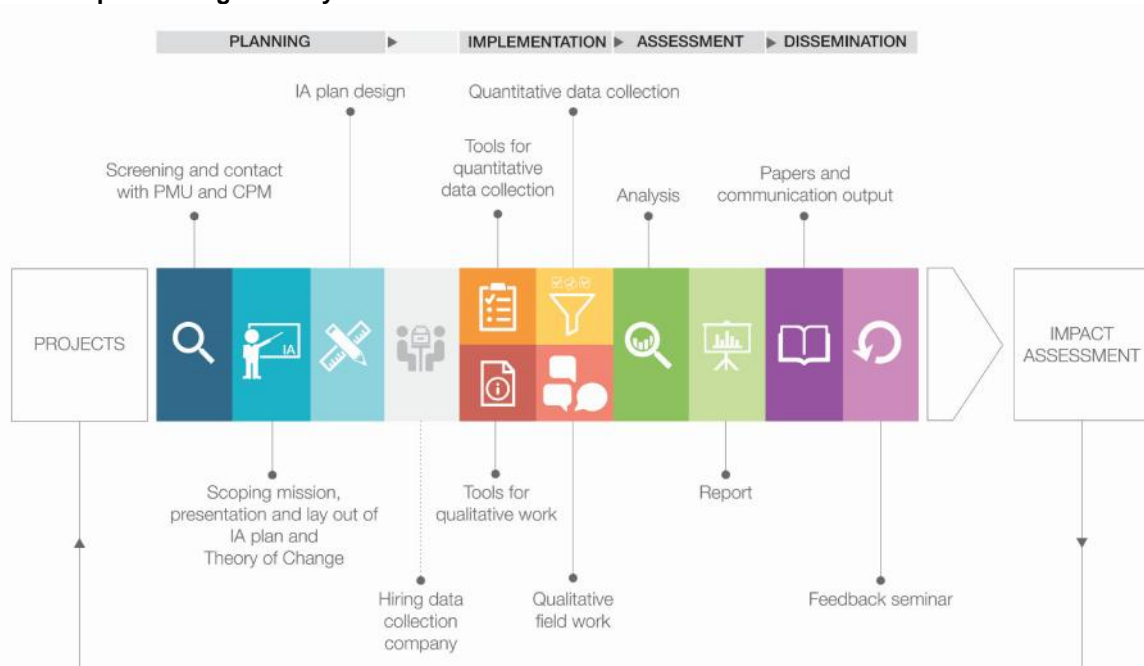 PLANNING
IMPLEMENTATION
ASSESSMENT
DISSEMINATION
IA plan design
Quantitative data collection
Screening and contact
with PMU and CPM
Tools for
quantitative
data collection
Analysis
Papers and
communication output
PROJECTS
IA
IMPACT
ASSESSMENT
Scoping mission,
presentation and lay out of
IA plan and
Theory of Change
Tools for
qualitative work
Report
Hiring data
collection
company
Qualitative
field work
Feedback seminar